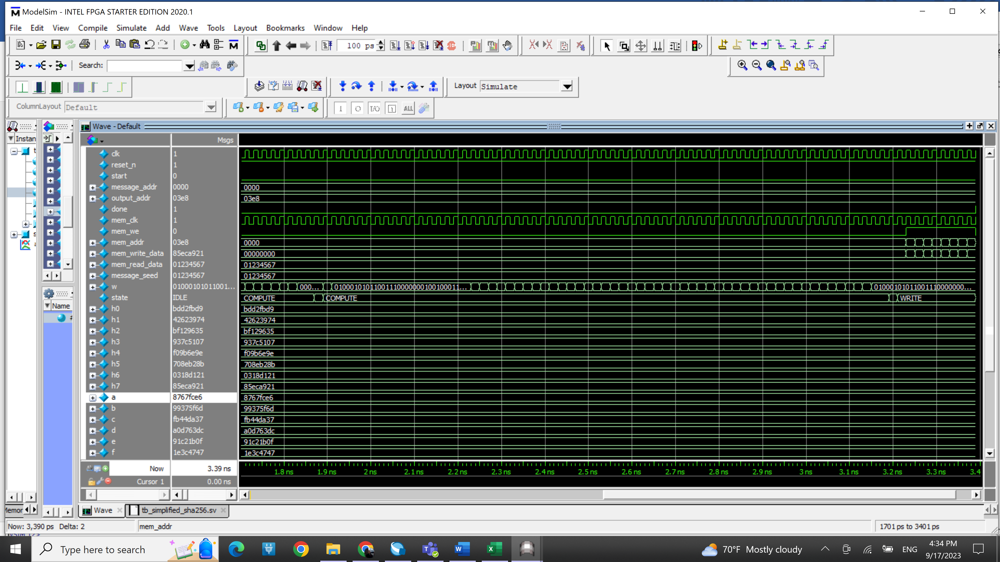 ModelSim - INTEL FPGA STARTER EDITION 2020.1
File Edit View Compile Simulate Add Wave Tools Layout Bookmarks Window Help
100 ps
Search:
Layout Simulate
ColumnLayout Default
ALL
Wave - Default
Instan
Msgs
clk 1
reset_n 1
start 0
message_addr 0000 0000
output_addr 03e8 03e8
done 1
mem_clk 1
mem_we 0
mem_addr 03e8 0000
mem_write_data 85eca921 00000000
mem_read_data 01234567 01234567
message_seed 01234567 01234567
w 01000101011001... 000... 01000101011001110000000100100011... 01000101011001110000000...
state IDLE COMPUTE COMPUTE WRITE
h0 bdd2fbd9 bdd2fbd9
h1 42623974 42623974
h2 bf129635 bf129635
h3 937c5107 937c5107
h4 f09b6e9e f09b6e9e
h5 708eb28b 708eb28b
h6 0318d121 0318d121
h7 85eca921 85eca921
a 8767fce6 8767fce6
b 99375f6d 99375f6d
c fb44da37 fb44da37
d a0d763dc a0d763dc
e 91c21b0f 91c21b0f
f 1e3c4747 1e3c4747
Name
Now 3.39 ns
1.8 ns 1.9 ns 2 ns 2.1 ns 2.2 ns 2.3 ns 2.4 ns 2.5 ns 2.6 ns 2.7 ns 2.8 ns 2.9 ns 3 ns 3.1 ns 3.2 ns 3.3 ns 3.4
Cursor 1 0.00 ns
Memor
Wave tb_simplified_sha256.sv
Now: 3,390 ps Delta: 2 mem_addr 1701 ps to 3401 ps
Type here to search
70°F Mostly cloudy
ENG
4:34 PM
9/17/2023